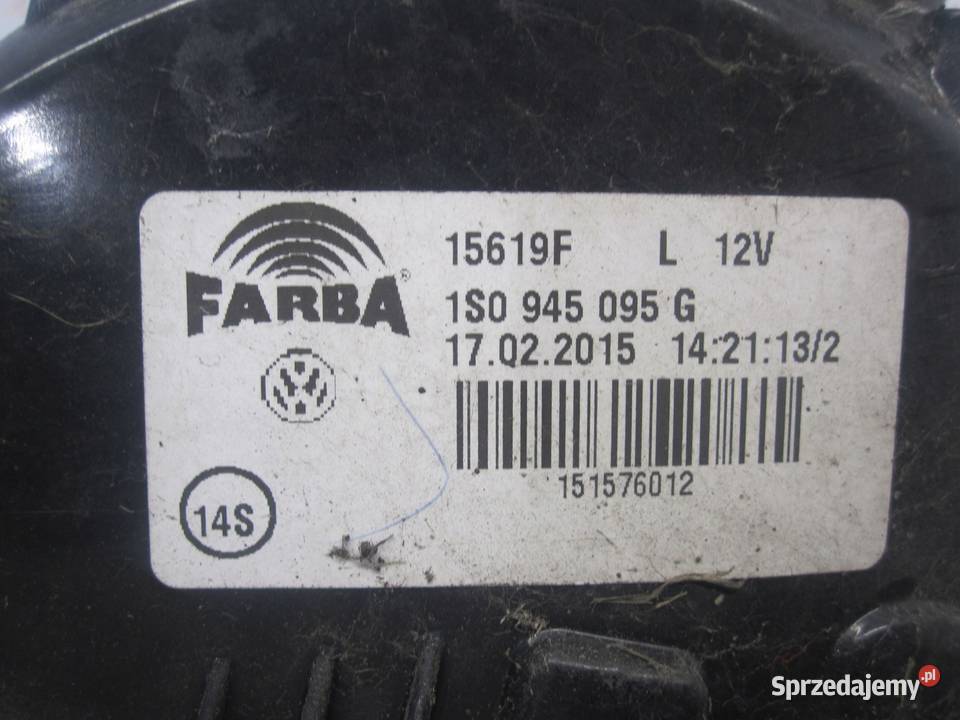 FARBA®
15619F L 12V
1S0 945 095 G
17.02.2015 14:21:13/2
151576012
14S
Sprzedajemy.pl